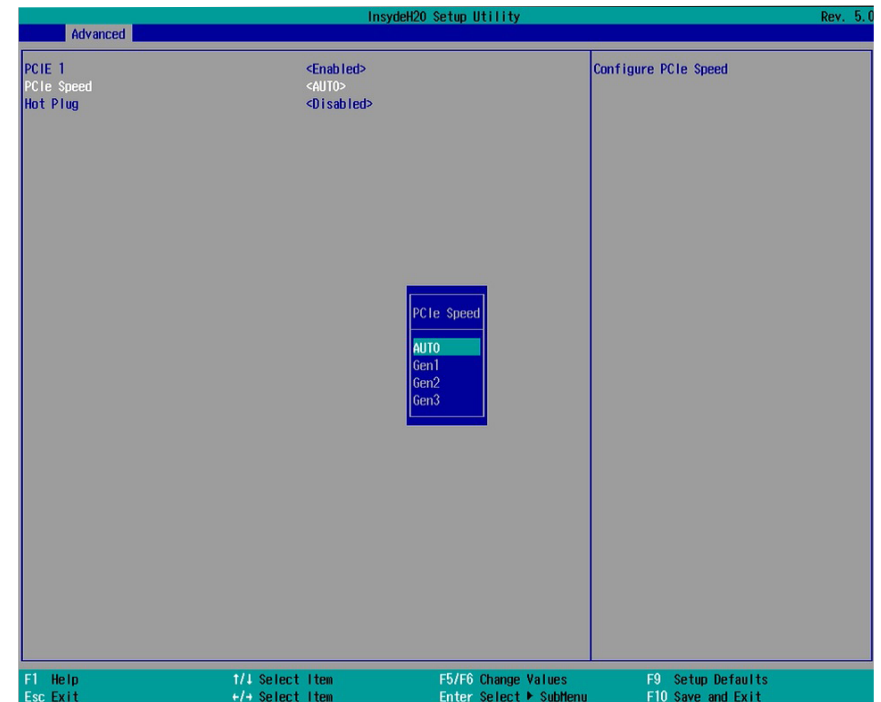 InsydeH20 Setup Utility Rev. 5.0
Advanced
PCIE 1 <Enabled> Configure PCIe Speed
PCIe Speed <AUTO>
Hot Plug <Disabled>
PCIe Speed
AUTO
Gen1
Gen2
Gen3
F1 Help ↑/↓ Select Item F5/F6 Change Values F9 Setup Defaults
Esc Exit ←/→ Select Item Enter Select ▶ SubMenu F10 Save and Exit